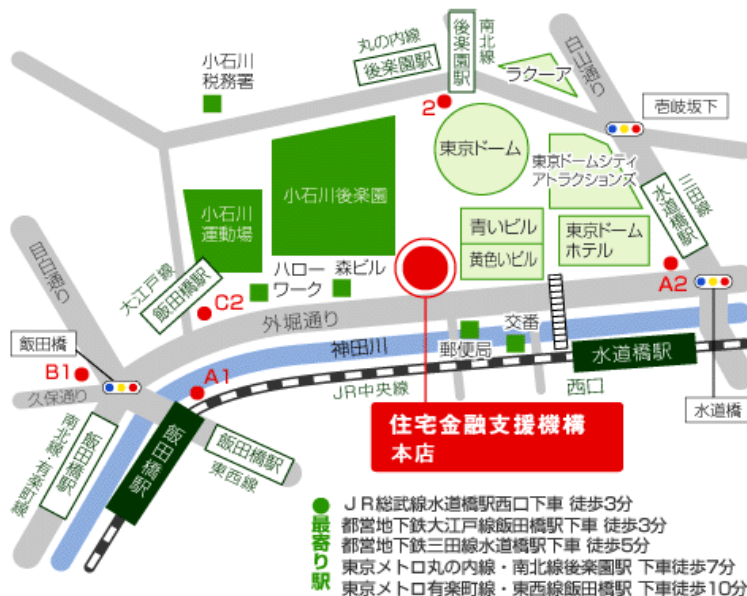 丸の内線
後楽園駅
後楽園駅
南北線
ラクーア
白山通り
壱岐坂下
小石川
税務署
2
東京ドーム
東京ドームシティ
アトラクションズ
三田線
水道橋駅
小石川後楽園
小石川
運動場
青いビル
黄色いビル
東京ドーム
ホテル
目白通り
大江戸線
飯田橋駅
ハロー
ワーク
森ビル
C2
A2
外堀通り
神田川
郵便局
交番
水道橋駅
西口
水道橋
飯田橋
B1
A1
久保通り
JR中央線
南北線・有楽町線
飯田橋駅
飯田橋駅
飯田橋駅
東西線
住宅金融支援機構
本店
最寄り駅
JR総武線水道橋駅西口下車 徒歩3分
都営地下鉄大江戸線飯田橋駅下車 徒歩3分
都営地下鉄三田線水道橋駅下車 徒歩5分
東京メトロ丸の内線・南北線後楽園駅 下車徒歩7分
東京メトロ有楽町線・東西線飯田橋駅 下車徒歩10分